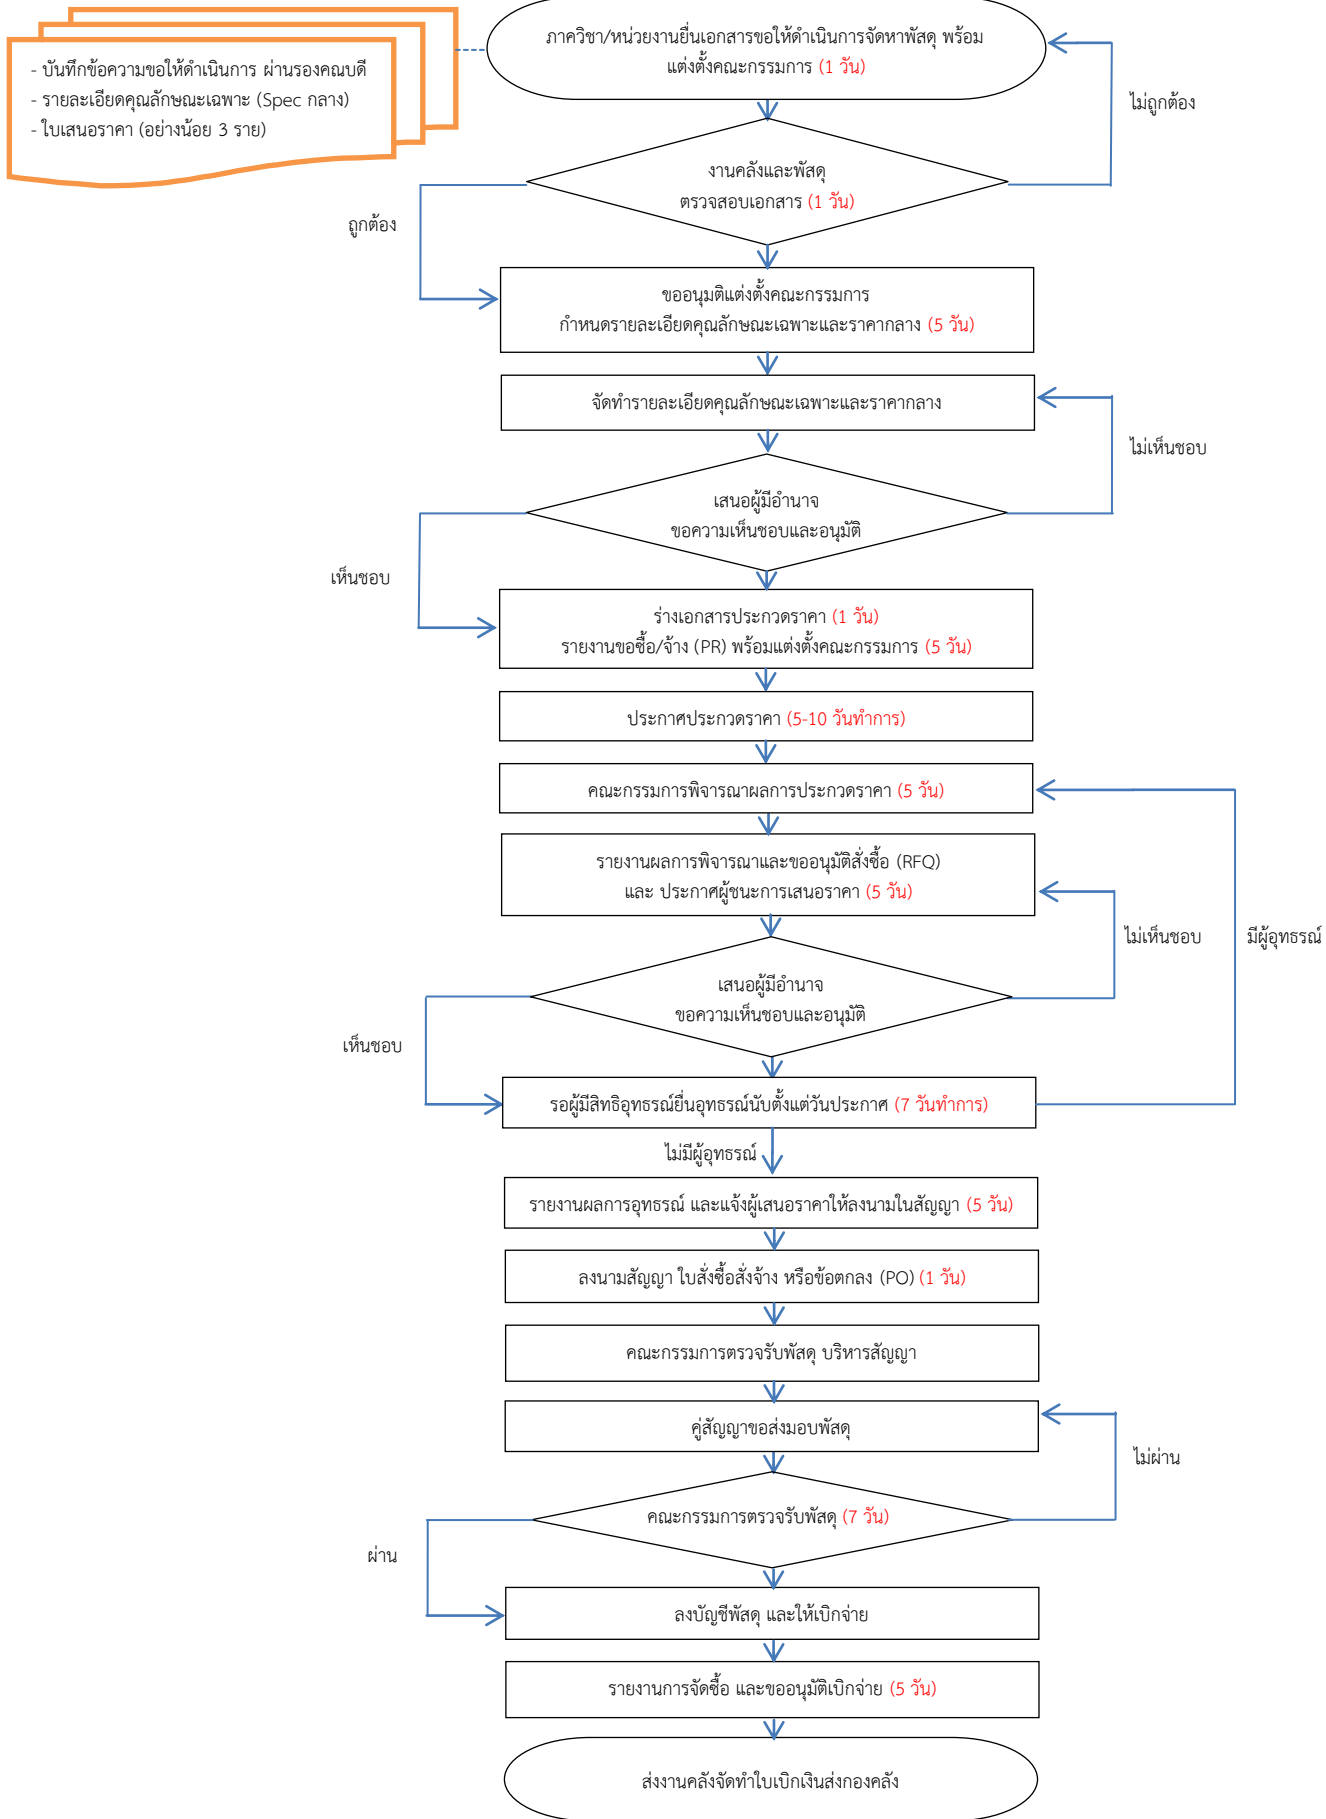 - บันทึกข้อความขอให้ดำเนินการ ผ่านรองคณบดี
- รายละเอียดคุณลักษณะเฉพาะ (Spec กลาง)
- ใบเสนอราคา (อย่างน้อย 3 ราย)
ภาควิชา/หน่วยงานยื่นเอกสารขอให้ดำเนินการจัดหาพัสดุ พร้อม
แต่งตั้งคณะกรรมการ (1 วัน)
ไม่ถูกต้อง
งานคลังและพัสดุ
ตรวจสอบเอกสาร (1 วัน)
ถูกต้อง
ขออนุมติแต่งตั้งคณะกรรมการ
กำหนดรายละเอียดคุณลักษณะเฉพาะและราคากลาง (5 วัน)
จัดทำรายละเอียดคุณลักษณะเฉพาะและราคากลาง
ไม่เห็นชอบ
เสนอผู้มีอำนาจ
ขอความเห็นชอบและอนุมัติ
เห็นชอบ
ร่างเอกสารประกวดราคา (1 วัน)
รายงานขอซื้อ/จ้าง (PR) พร้อมแต่งตั้งคณะกรรมการ (5 วัน)
ประกาศประกวดราคา (5-10 วันทำการ)
คณะกรรมการพิจารณาผลการประกวดราคา (5 วัน)
รายงานผลการพิจารณาและขออนุมัติสั่งซื้อ (RFQ)
และ ประกาศผู้ชนะการเสนอราคา (5 วัน)
ไม่เห็นชอบ
มีผู้อุทธรณ์
เสนอผู้มีอำนาจ
ขอความเห็นชอบและอนุมัติ
เห็นชอบ
รอผู้มีสิทธิอุทธรณ์ยื่นอุทธรณ์นับตั้งแต่วันประกาศ (7 วันทำการ)
ไม่มีผู้อุทธรณ์
รายงานผลการอุทธรณ์ และแจ้งผู้เสนอราคาให้ลงนามในสัญญา (5 วัน)
ลงนามสัญญา ใบสั่งซื้อสั่งจ้าง หรือข้อตกลง (PO) (1 วัน)
คณะกรรมการตรวจรับพัสดุ บริหารสัญญา
คู่สัญญาขอส่งมอบพัสดุ
ไม่ผ่าน
คณะกรรมการตรวจรับพัสดุ (7 วัน)
ผ่าน
ลงบัญชีพัสดุ และให้เบิกจ่าย
รายงานการจัดซื้อ และขออนุมัติเบิกจ่าย (5 วัน)
ส่งงานคลังจัดทำใบเบิกเงินส่งกองคลัง